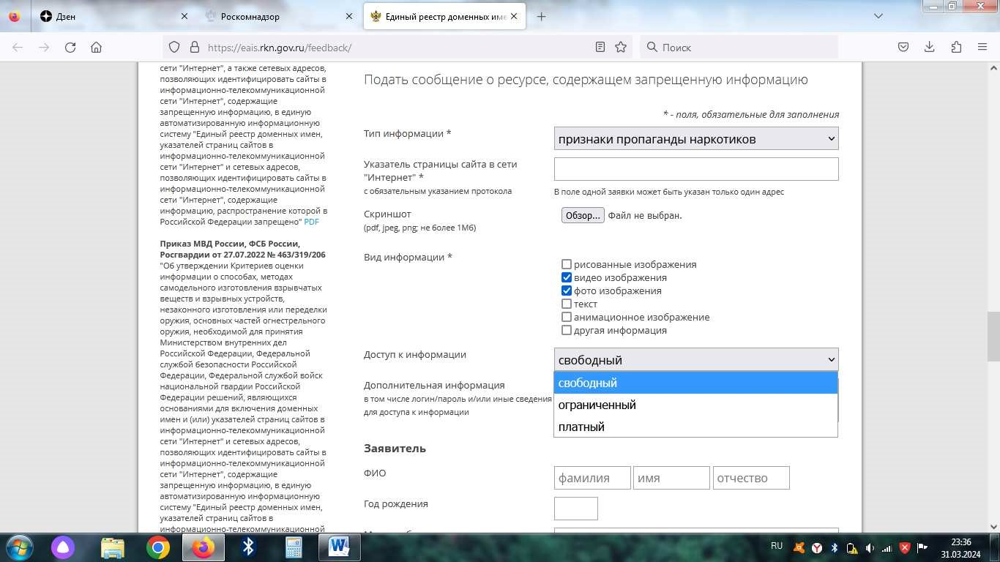 Дзен
Роскомнадзор
Единый реестр доменных име
https://eais.rkn.gov.ru/feedback/
Поиск
сети "Интернет", а также сетевых адресов,
позволяющих идентифицировать сайты в
информационно-телекоммуникационной
сети "Интернет", содержащие
запрещенную информацию, в единую
автоматизированную информационную
систему "Единый реестр доменных имен,
указателей страниц сайтов в
информационно-телекоммуникационной
сети "Интернет" и сетевых адресов,
позволяющих идентифицировать сайты в
информационно-телекоммуникационной
сети "Интернет", содержащие
информацию, распространение которой в
Российской Федерации запрещено" PDF
Приказ МВД России, ФСБ России,
Росгвардии от 27.07.2022 № 463/319/206
"Об утверждении Критериев оценки
информации о способах, методах
самодельного изготовления взрывчатых
веществ и взрывных устройств,
незаконного изготовления или переделки
оружия, основных частей огнестрельного
оружия, необходимой для принятия
Министерством внутренних дел
Российской Федерации, Федеральной
службой безопасности Российской
Федерации, Федеральной службой войск
национальной гвардии Российской
Федерации решений, являющихся
основаниями для включения доменных
имен и (или) указателей страниц сайтов в
информационно-телекоммуникационной
сети "Интернет" и сетевых адресов,
позволяющих идентифицировать сайты в
информационно-телекоммуникационной
сети "Интернет", содержащие
запрещенную информацию, в единую
автоматизированную информационную
систему "Единый реестр доменных имен,
указателей страниц сайтов в
информационно-телекоммуникационной
Подать сообщение о ресурсе, содержащем запрещенную информацию
* - поля, обязательные для заполнения
Тип информации *
признаки пропаганды наркотиков
Указатель страницы сайта в сети
"Интернет" *
с обязательным указанием протокола
В поле одной заявки может быть указан только один адрес
Скриншот
(pdf, jpeg, png; не более 1Мб)
Обзор... Файл не выбран.
Вид информации *
рисованные изображения
видео изображения
фото изображения
текст
анимационное изображение
другая информация
Доступ к информации
свободный
свободный
ограниченный
платный
Дополнительная информация
в том числе логин/пароль и/или иные сведения
для доступа к информации
Заявитель
ФИО
фамилия имя отчество
Год рождения
RU
23:36
31.03.2024